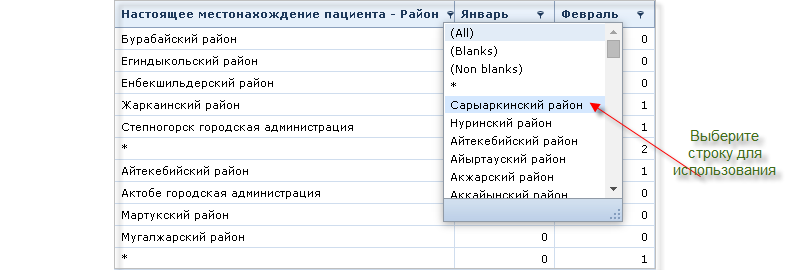 Настоящее местонахождение пациента - Район Январь Февраль
Бурабайский район 0
Егиндыкольский район 0
Енбекшильдерский район 0
Жаркаинский район 1
Степногорск городская администрация 1
* 2
Айтекебийский район 1
Актобе городская администрация 0
Мартукский район 0
Мугалжарский район 0 0
* 0 1
(All)
(Blanks)
(Non blanks)
*
Сарыаркинский район
Нуринский район
Айтекебийский район
Айыртауский район
Акжарский район
Аккайынский район
Выберите
строку для
использования